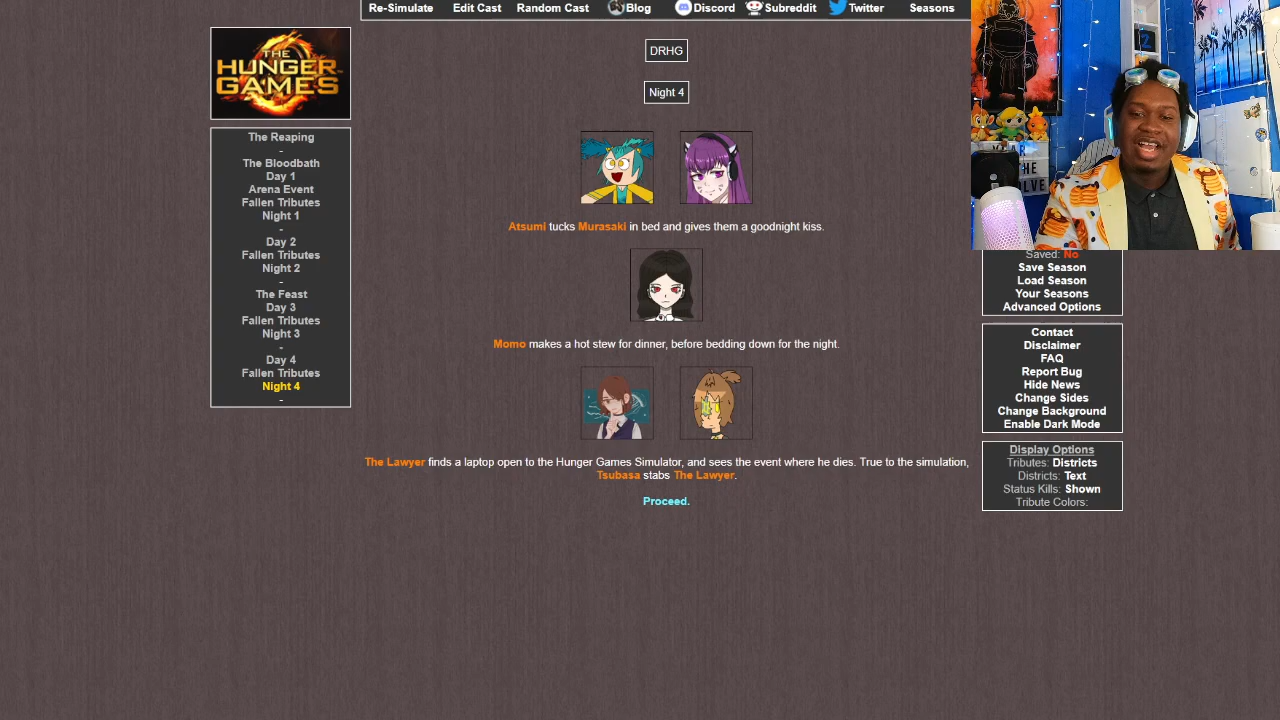 Re-Simulate Edit Cast Random Cast Blog Discord Subreddit Twitter Seasons
THE
HUNGER
GAMES
The Reaping
-
The Bloodbath
Day 1
Arena Event
Fallen Tributes
Night 1
-
Day 2
Fallen Tributes
Night 2
-
The Feast
Day 3
Fallen Tributes
Night 3
-
Day 4
Fallen Tributes
Night 4
-
DRHG
Night 4
Atsumi tucks Murasaki in bed and gives them a goodnight kiss.
Momo makes a hot stew for dinner, before bedding down for the night.
The Lawyer finds a laptop open to the Hunger Games Simulator, and sees the event where he dies. True to the simulation,
Tsubasa stabs The Lawyer.
Proceed.
Saved: No
Save Season
Load Season
Your Seasons
Advanced Options
Contact
Disclaimer
FAQ
Report Bug
Hide News
Change Sides
Change Background
Enable Dark Mode
Display Options
Tributes: Districts
Districts: Text
Status Kills: Shown
Tribute Colors: